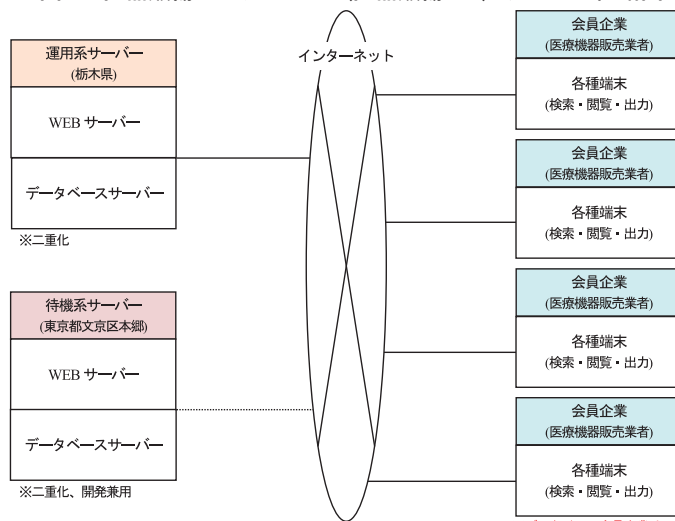 運用系サーバー
(栃木県)
WEB サーバー
データベースサーバー
※二重化
待機系サーバー
(東京都文京区本郷)
WEB サーバー
データベースサーバー
※二重化、開発兼用
インターネット
会員企業
(医療機器販売業者)
各種端末
(検索・閲覧・出力)
会員企業
(医療機器販売業者)
各種端末
(検索・閲覧・出力)
会員企業
(医療機器販売業者)
各種端末
(検索・閲覧・出力)
会員企業
(医療機器販売業者)
各種端末
(検索・閲覧・出力)